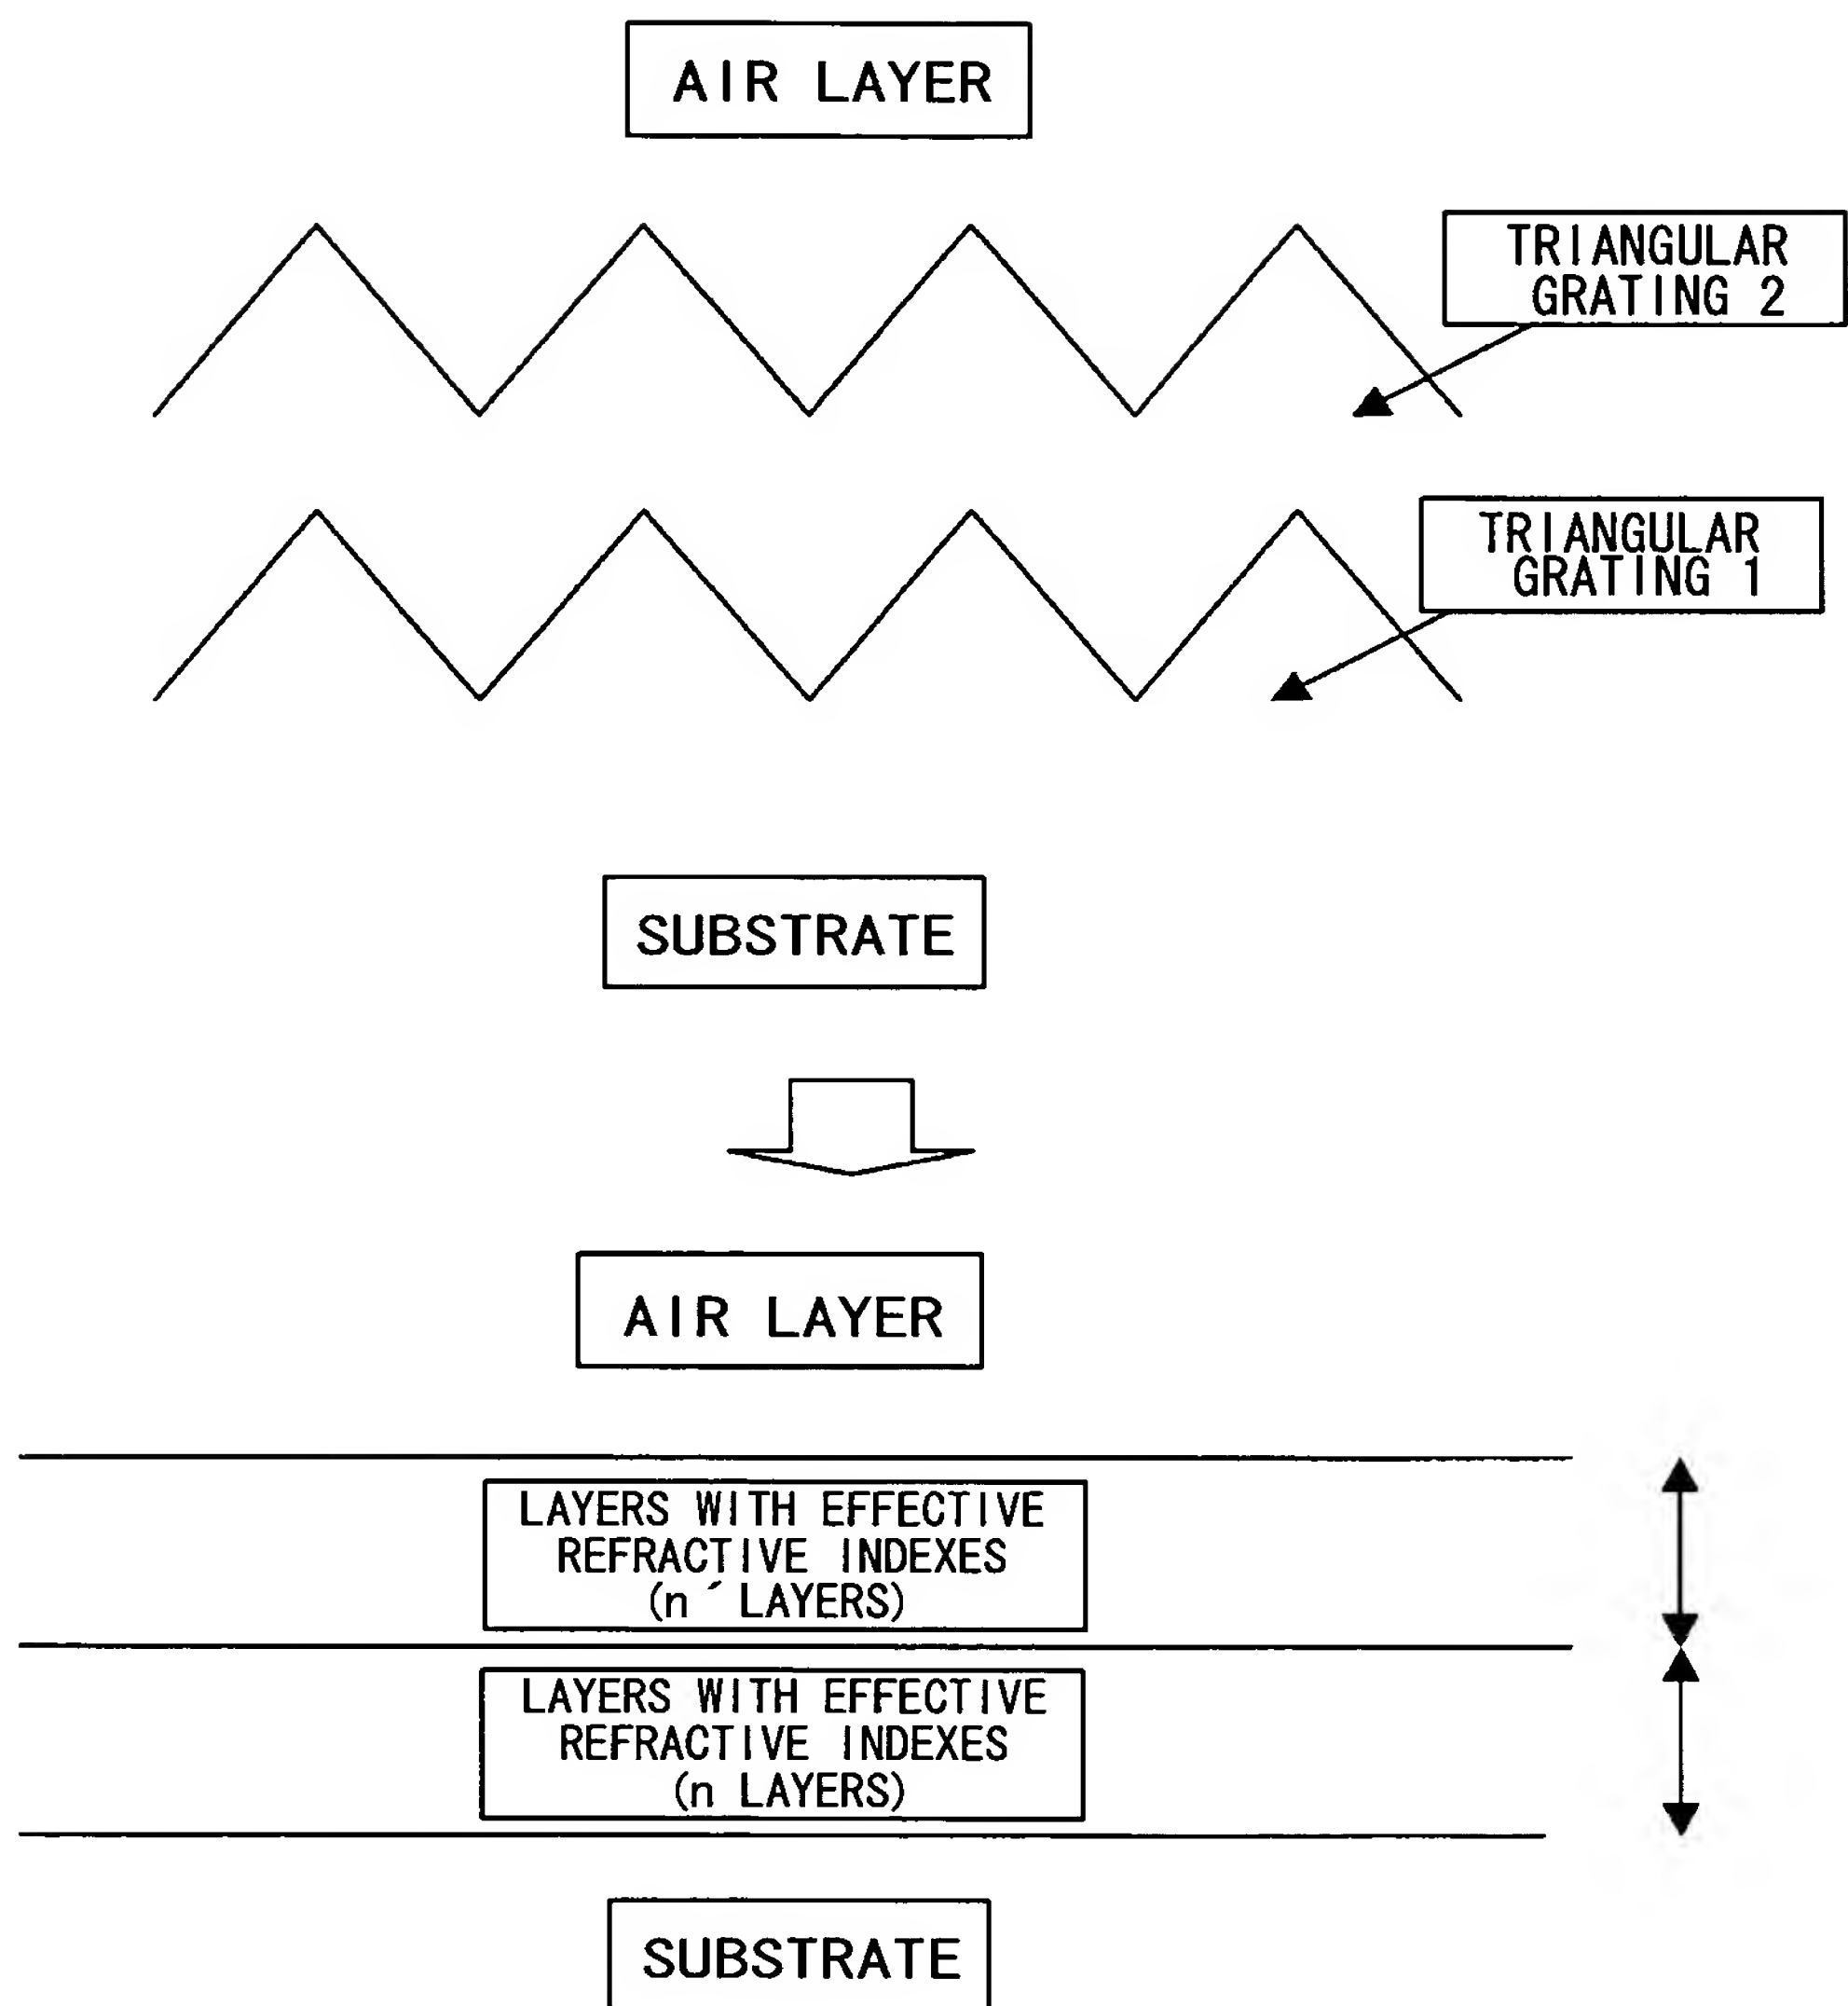 AIR LAYER
TRIANGULAR
GRATING 2
TRIANGULAR
GRATING 1
SUBSTRATE
AIR LAYER
LAYERS WITH EFFECTIVE
REFRACTIVE INDEXES
(n´ LAYERS)
LAYERS WITH EFFECTIVE
REFRACTIVE INDEXES
(n LAYERS)
SUBSTRATE